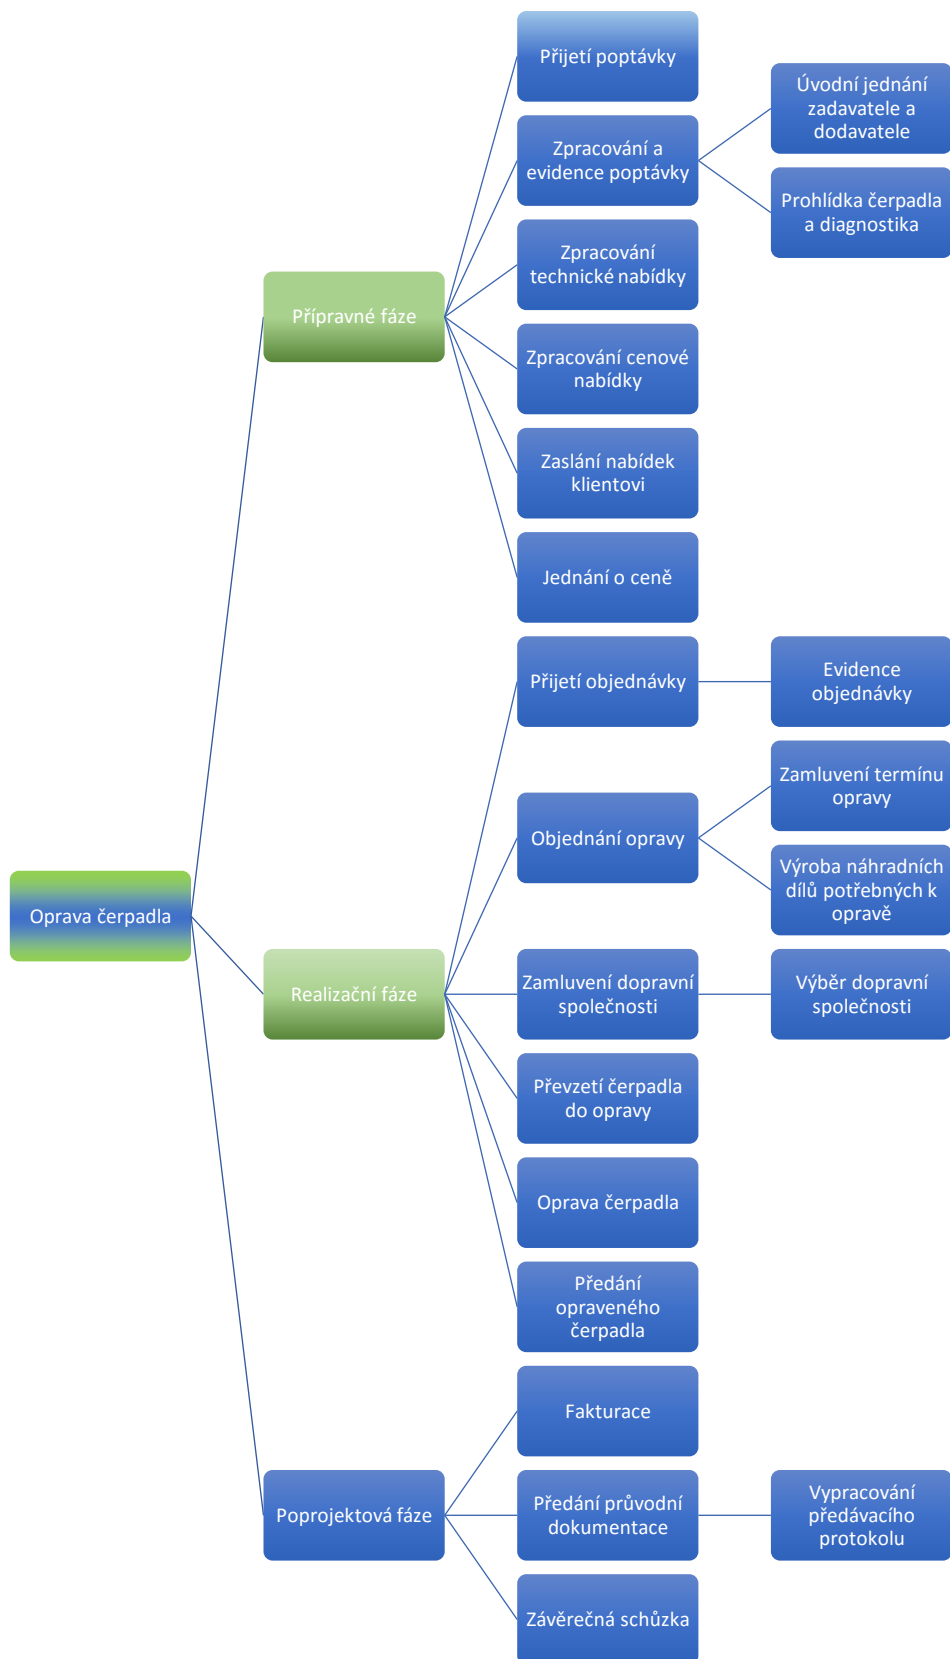 Přijetí poptávky
Úvodní jednání
zadavatele a
dodavatele
Zpracování a
evidence poptávky
Prohlídka čerpadla
a diagnostika
Zpracování
technické nabídky
Přípravné fáze
Zpracování cenové
nabídky
Zaslání nabídek
klientovi
Jednání o ceně
Přijetí objednávky
Evidence
objednávky
Zamluvení termínu
opravy
Objednání opravy
Výroba náhradních
dílů potřebných k
opravě
Oprava čerpadla
Realizační fáze
Zamluvení dopravní
společnosti
Výběr dopravní
společnosti
Převzetí čerpadla
do opravy
Oprava čerpadla
Předání
opraveného
čerpadla
Fakturace
Poprojektová fáze
Předání průvodní
dokumentace
Vypracování
předávacího
protokolu
Závěrečná schůzka